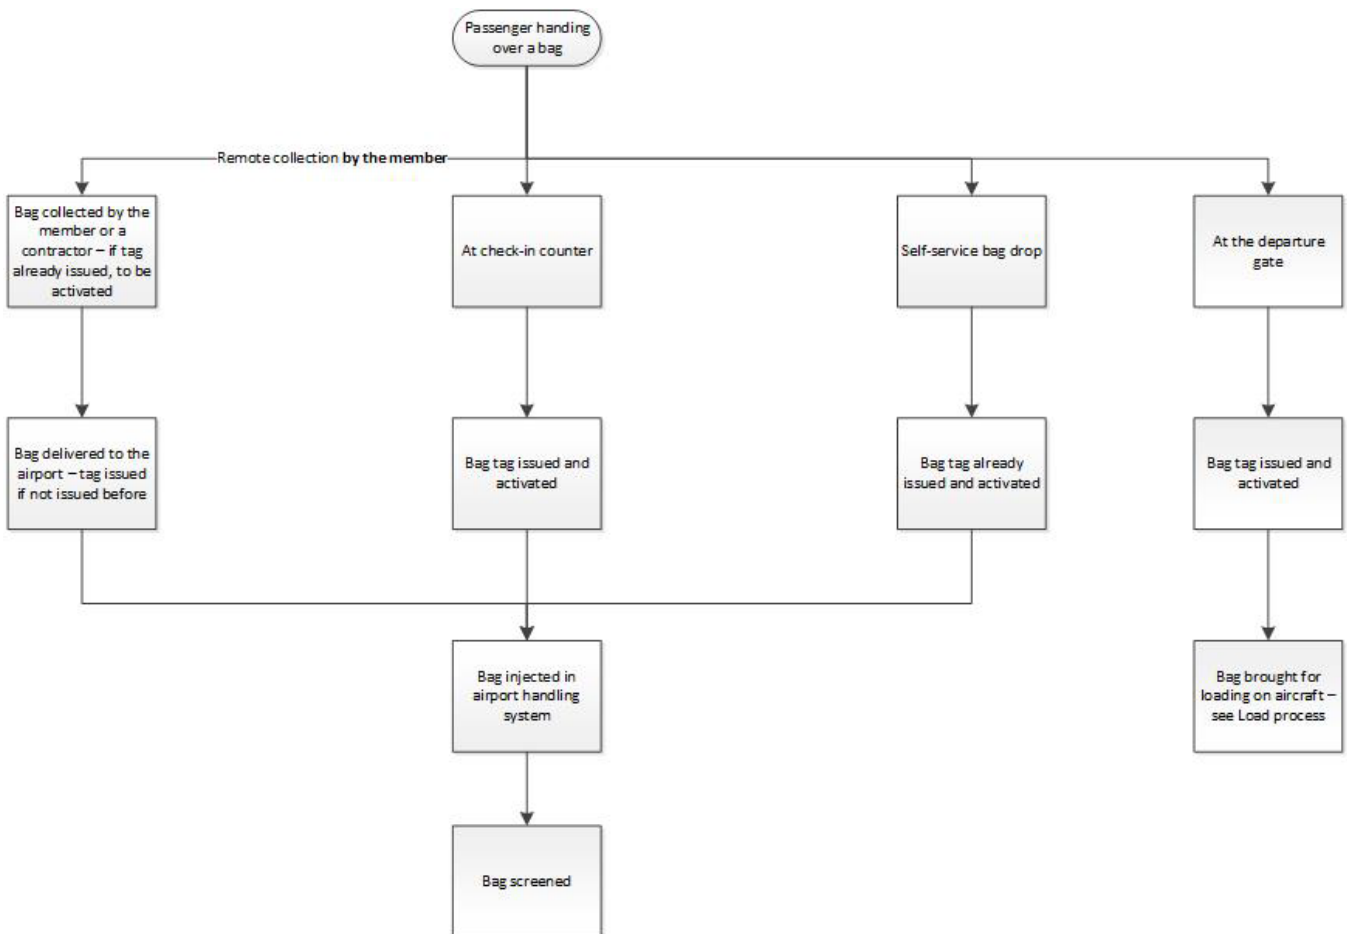 Passenger handing
over a bag
Remote collection by the member
Bag collected by the
member or a
contractor – if tag
already issued, to be
activated
At check-in counter
Self-service bag drop
At the departure
gate
Bag delivered to the
airport – tag issued
if not issued before
Bag tag issued and
activated
Bag tag already
issued and activated
Bag tag issued and
activated
Bag injected in
airport handling
system
Bag brought for
loading on aircraft –
see Load process
Bag screened